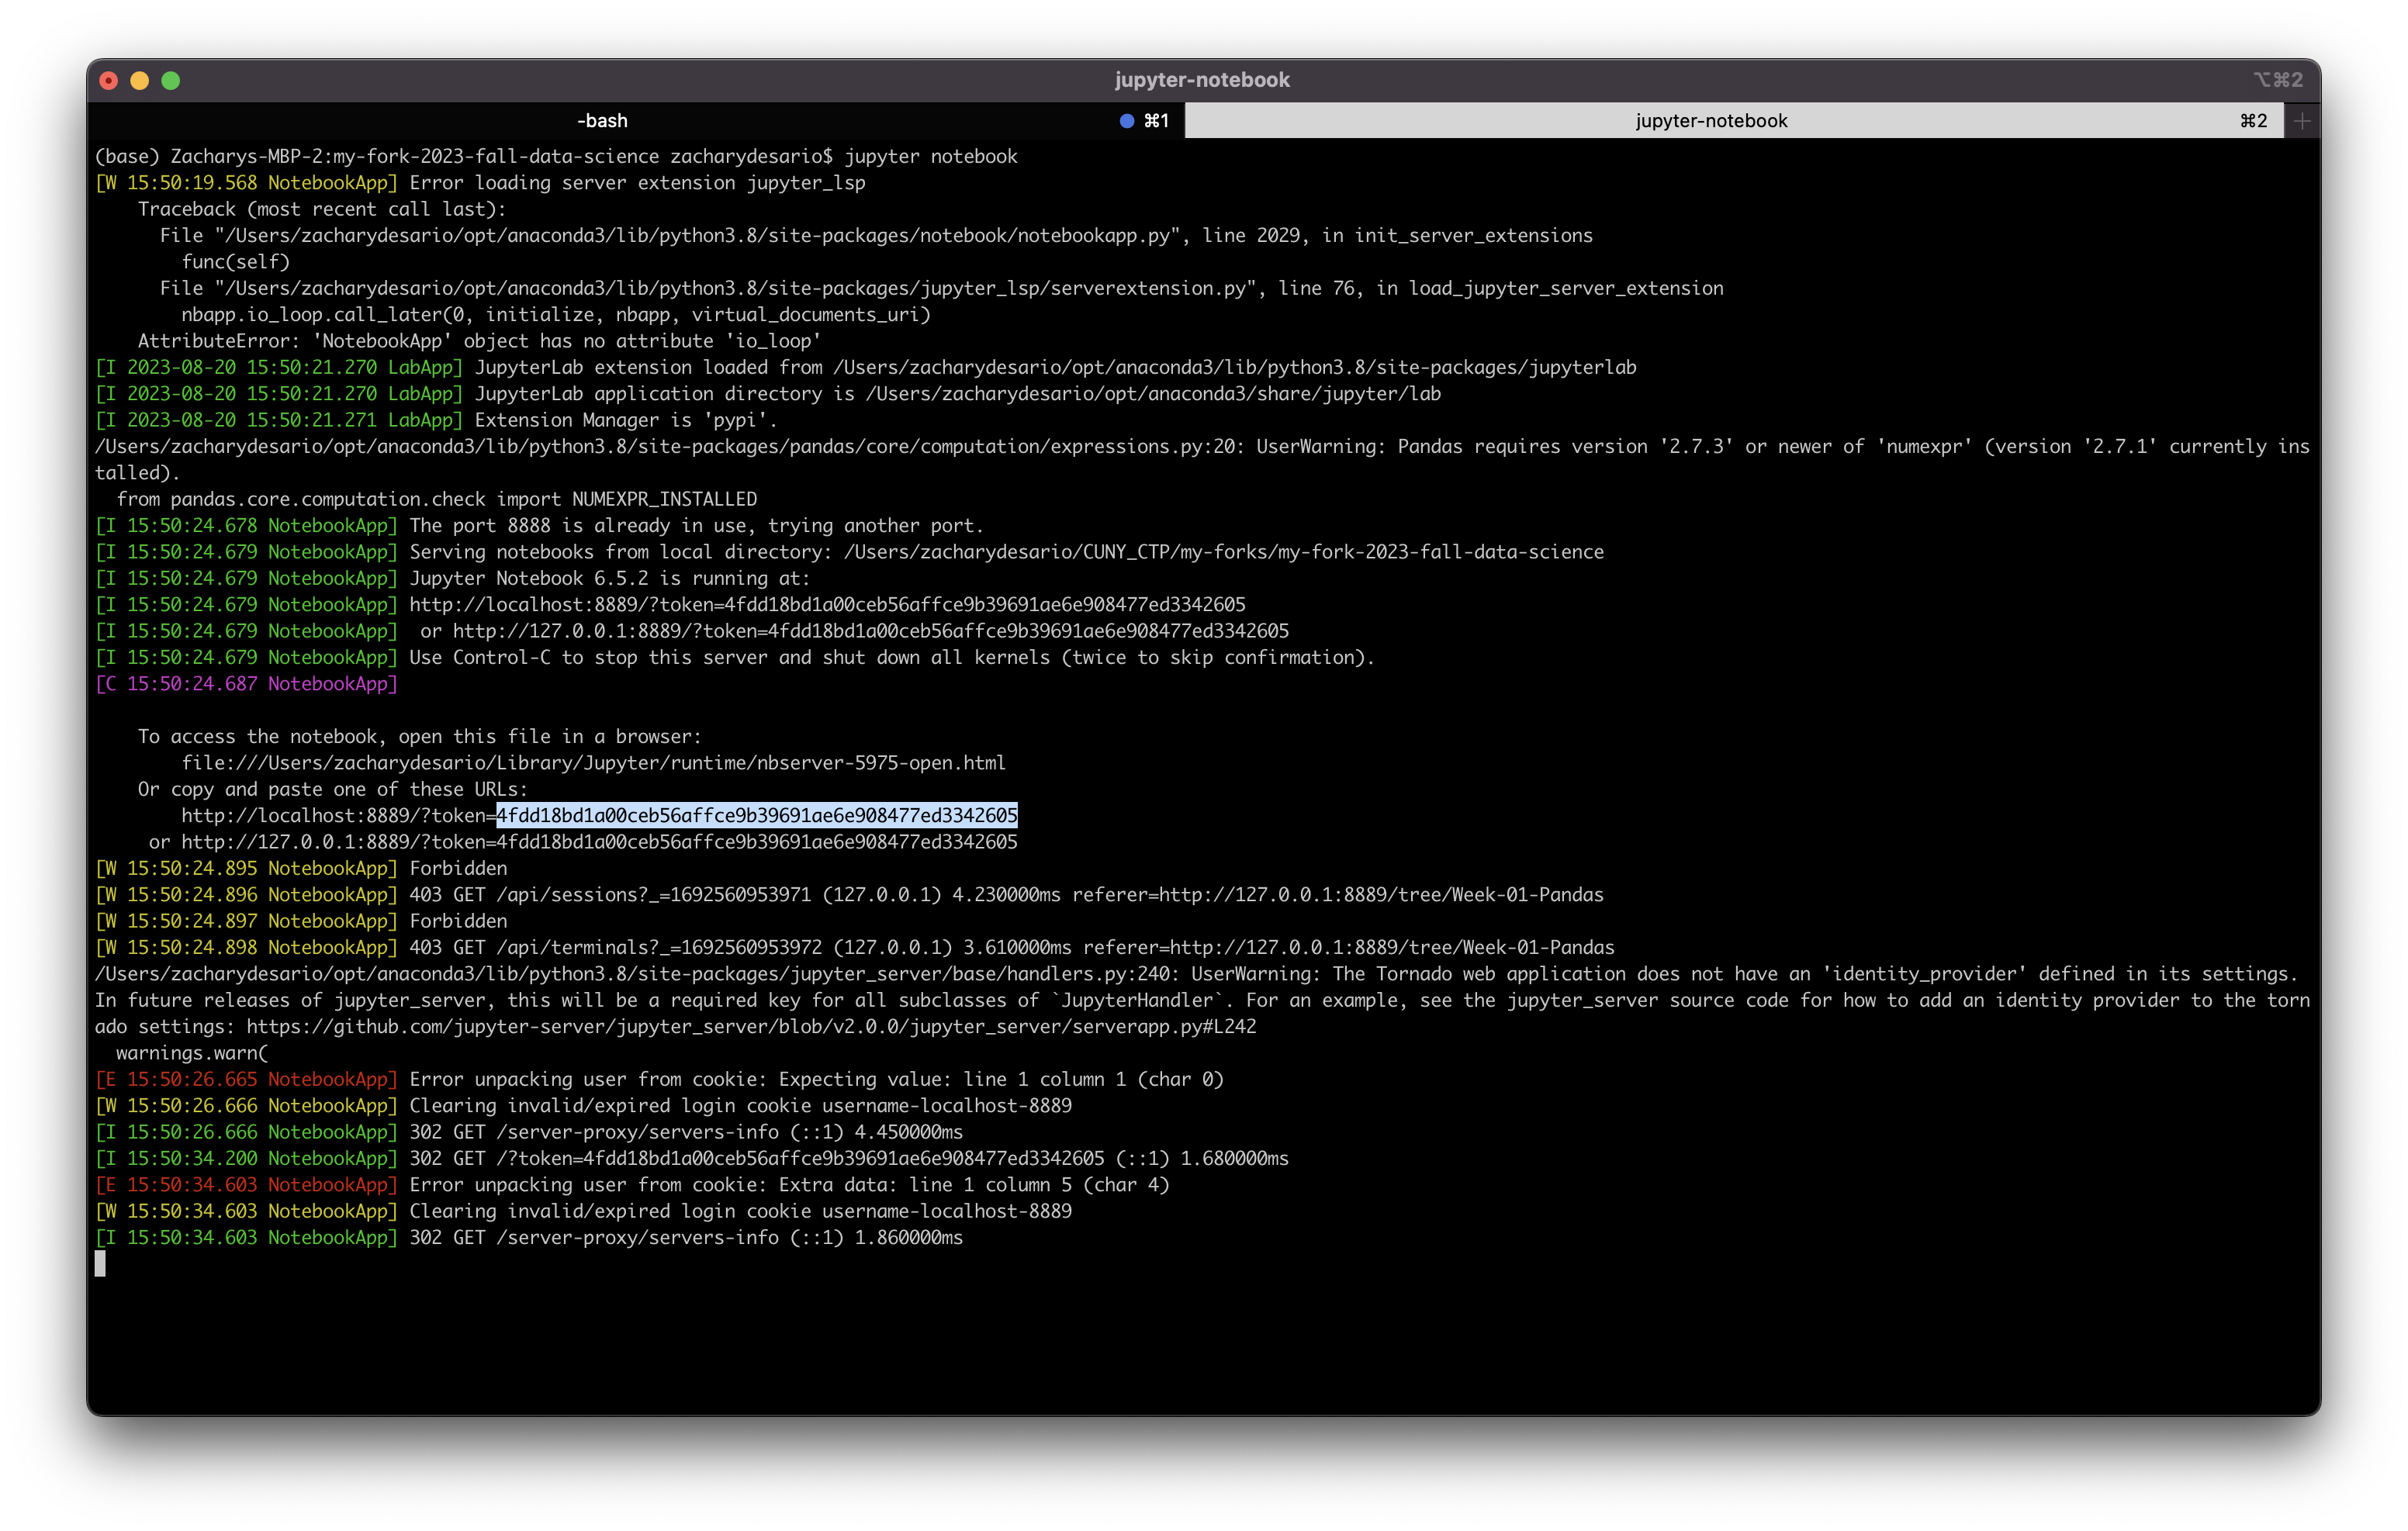 jupyter-notebook ⌥⌘2
-bash ⌘1 jupyter-notebook ⌘2
(base) Zacharys-MBP-2:my-fork-2023-fall-data-science zacharydesario$ jupyter notebook
[W 15:50:19.568 NotebookApp] Error loading server extension jupyter_lsp
    Traceback (most recent call last):
      File "/Users/zacharydesario/opt/anaconda3/lib/python3.8/site-packages/notebook/notebookapp.py", line 2029, in init_server_extensions
        func(self)
      File "/Users/zacharydesario/opt/anaconda3/lib/python3.8/site-packages/jupyter_lsp/serverextension.py", line 76, in load_jupyter_server_extension
        nbapp.io_loop.call_later(0, initialize, nbapp, virtual_documents_uri)
    AttributeError: 'NotebookApp' object has no attribute 'io_loop'
[I 2023-08-20 15:50:21.270 LabApp] JupyterLab extension loaded from /Users/zacharydesario/opt/anaconda3/lib/python3.8/site-packages/jupyterlab
[I 2023-08-20 15:50:21.270 LabApp] JupyterLab application directory is /Users/zacharydesario/opt/anaconda3/share/jupyter/lab
[I 2023-08-20 15:50:21.271 LabApp] Extension Manager is 'pypi'.
/Users/zacharydesario/opt/anaconda3/lib/python3.8/site-packages/pandas/core/computation/expressions.py:20: UserWarning: Pandas requires version '2.7.3' or newer of 'numexpr' (version '2.7.1' currently ins
talled).
  from pandas.core.computation.check import NUMEXPR_INSTALLED
[I 15:50:24.678 NotebookApp] The port 8888 is already in use, trying another port.
[I 15:50:24.679 NotebookApp] Serving notebooks from local directory: /Users/zacharydesario/CUNY_CTP/my-forks/my-fork-2023-fall-data-science
[I 15:50:24.679 NotebookApp] Jupyter Notebook 6.5.2 is running at:
[I 15:50:24.679 NotebookApp] http://localhost:8889/?token=4fdd18bd1a00ceb56affce9b39691ae6e908477ed3342605
[I 15:50:24.679 NotebookApp]  or http://127.0.0.1:8889/?token=4fdd18bd1a00ceb56affce9b39691ae6e908477ed3342605
[I 15:50:24.679 NotebookApp] Use Control-C to stop this server and shut down all kernels (twice to skip confirmation).
[C 15:50:24.687 NotebookApp]
    To access the notebook, open this file in a browser:
        file:///Users/zacharydesario/Library/Jupyter/runtime/nbserver-5975-open.html
    Or copy and paste one of these URLs:
        http://localhost:8889/?token=4fdd18bd1a00ceb56affce9b39691ae6e908477ed3342605
     or http://127.0.0.1:8889/?token=4fdd18bd1a00ceb56affce9b39691ae6e908477ed3342605
[W 15:50:24.895 NotebookApp] Forbidden
[W 15:50:24.896 NotebookApp] 403 GET /api/sessions?_=1692560953971 (127.0.0.1) 4.230000ms referer=http://127.0.0.1:8889/tree/Week-01-Pandas
[W 15:50:24.897 NotebookApp] Forbidden
[W 15:50:24.898 NotebookApp] 403 GET /api/terminals?_=1692560953972 (127.0.0.1) 3.610000ms referer=http://127.0.0.1:8889/tree/Week-01-Pandas
/Users/zacharydesario/opt/anaconda3/lib/python3.8/site-packages/jupyter_server/base/handlers.py:240: UserWarning: The Tornado web application does not have an 'identity_provider' defined in its settings.
In future releases of jupyter_server, this will be a required key for all subclasses of `JupyterHandler`. For an example, see the jupyter_server source code for how to add an identity provider to the torn
ado settings: https://github.com/jupyter-server/jupyter_server/blob/v2.0.0/jupyter_server/serverapp.py#L242
  warnings.warn(
[E 15:50:26.665 NotebookApp] Error unpacking user from cookie: Expecting value: line 1 column 1 (char 0)
[W 15:50:26.666 NotebookApp] Clearing invalid/expired login cookie username-localhost-8889
[I 15:50:26.666 NotebookApp] 302 GET /server-proxy/servers-info (::1) 4.450000ms
[I 15:50:34.200 NotebookApp] 302 GET /?token=4fdd18bd1a00ceb56affce9b39691ae6e908477ed3342605 (::1) 1.680000ms
[E 15:50:34.603 NotebookApp] Error unpacking user from cookie: Extra data: line 1 column 5 (char 4)
[W 15:50:34.603 NotebookApp] Clearing invalid/expired login cookie username-localhost-8889
[I 15:50:34.603 NotebookApp] 302 GET /server-proxy/servers-info (::1) 1.860000ms